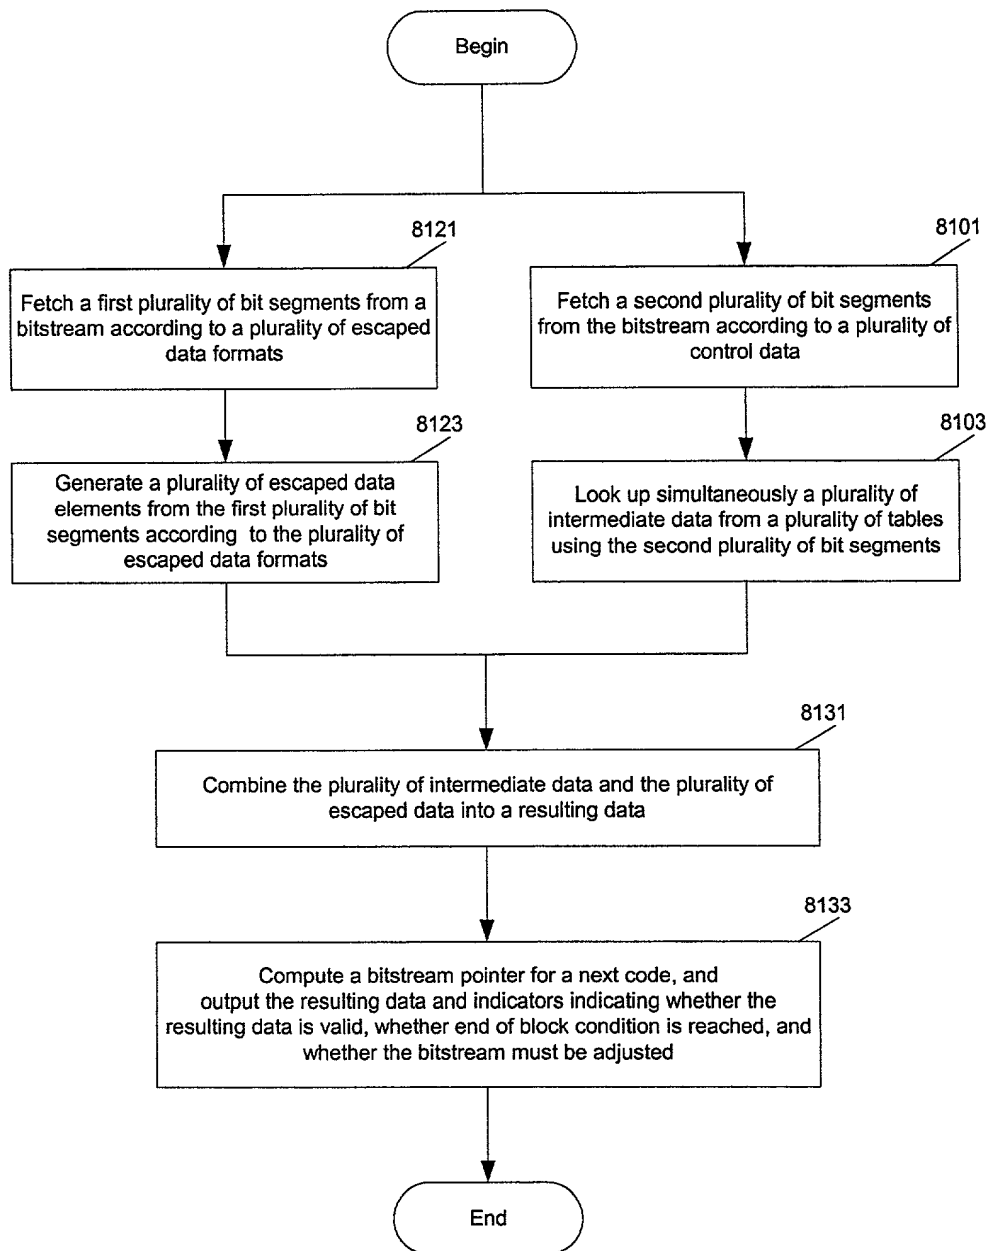 Begin
8121
Fetch a first plurality of bit segments from a
bitstream according to a plurality of escaped
data formats
8101
Fetch a second plurality of bit segments
from the bitstream according to a plurality of
control data
8123
Generate a plurality of escaped data
elements from the first plurality of bit
segments according to the plurality of
escaped data formats
8103
Look up simultaneously a plurality of
intermediate data from a plurality of tables
using the second plurality of bit segments
8131
Combine the plurality of intermediate data and the plurality of
escaped data into a resulting data
8133
Compute a bitstream pointer for a next code, and
output the resulting data and indicators indicating whether the
resulting data is valid, whether end of block condition is reached, and
whether the bitstream must be adjusted
End